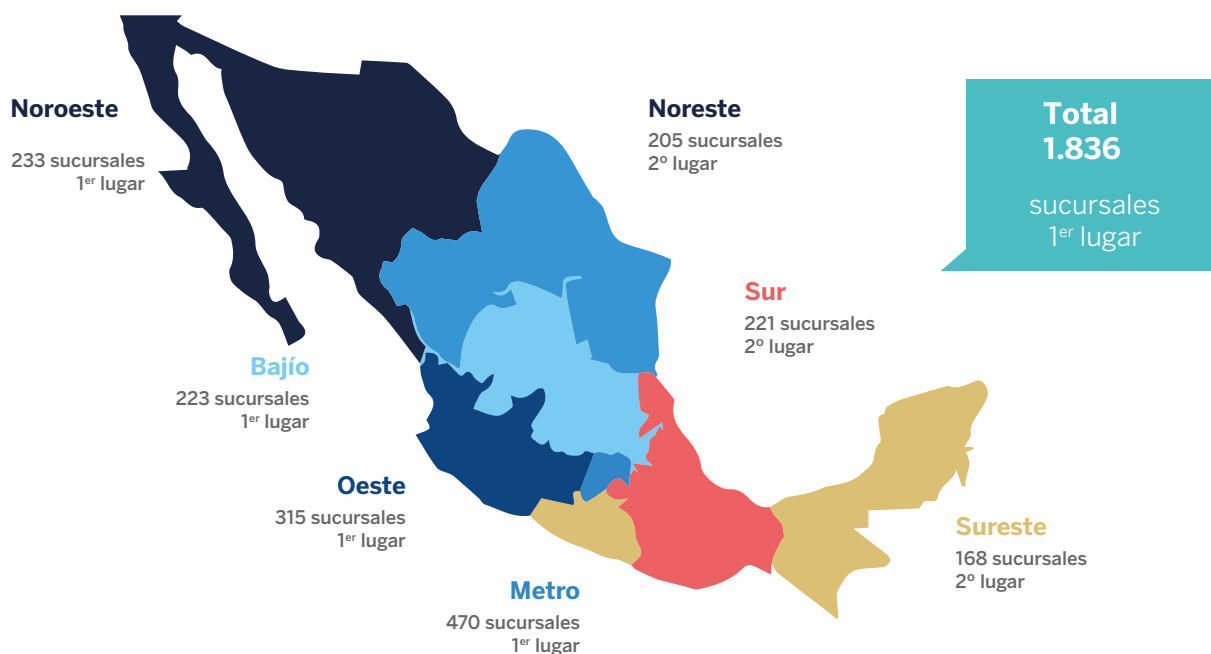 Noroeste
233 sucursales
1er lugar
Noreste
205 sucursales
2º lugar
Total
1.836
sucursales
1er lugar
Sur
221 sucursales
2º lugar
Bajío
223 sucursales
1er lugar
Oeste
315 sucursales
1er lugar
Sureste
168 sucursales
2º lugar
Metro
470 sucursales
1er lugar